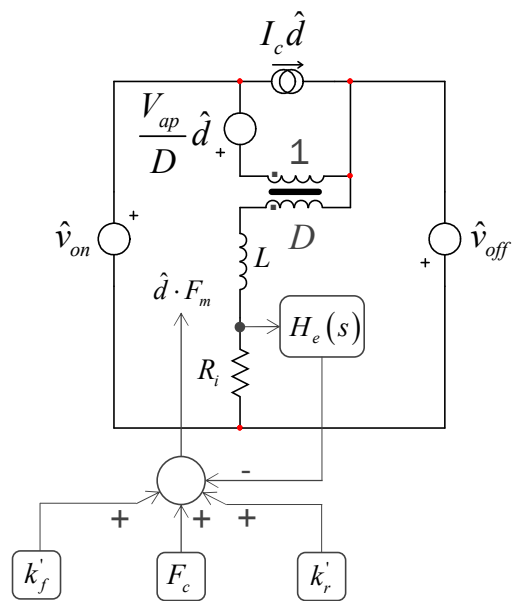 I_c d̂
V_ap/D d̂
+
1
D
v̂_on
+
L
v̂_off
+
d̂ · F_m
H_e(s)
R_i
-
+ + +
k'_f
F_c
k'_r